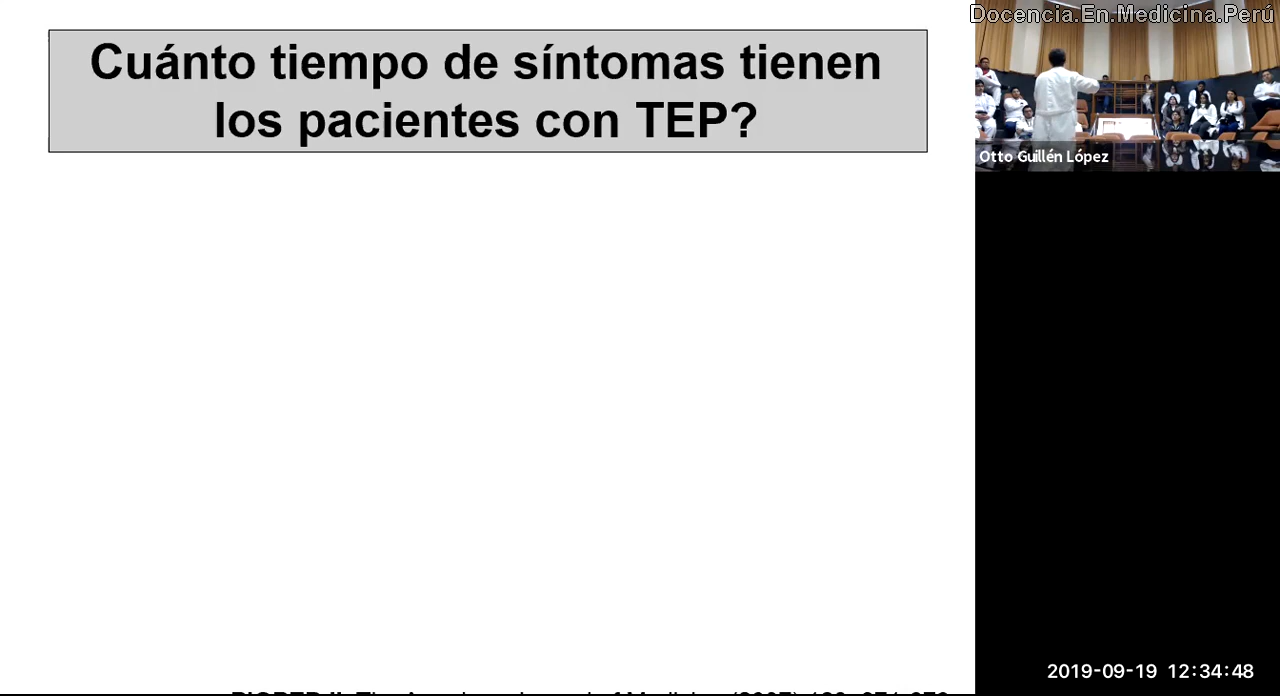 Cuánto tiempo de síntomas tienen
los pacientes con TEP?
Docencia.En.Medicina.Perú
Otto Guillén López
2019-09-19 12:34:48